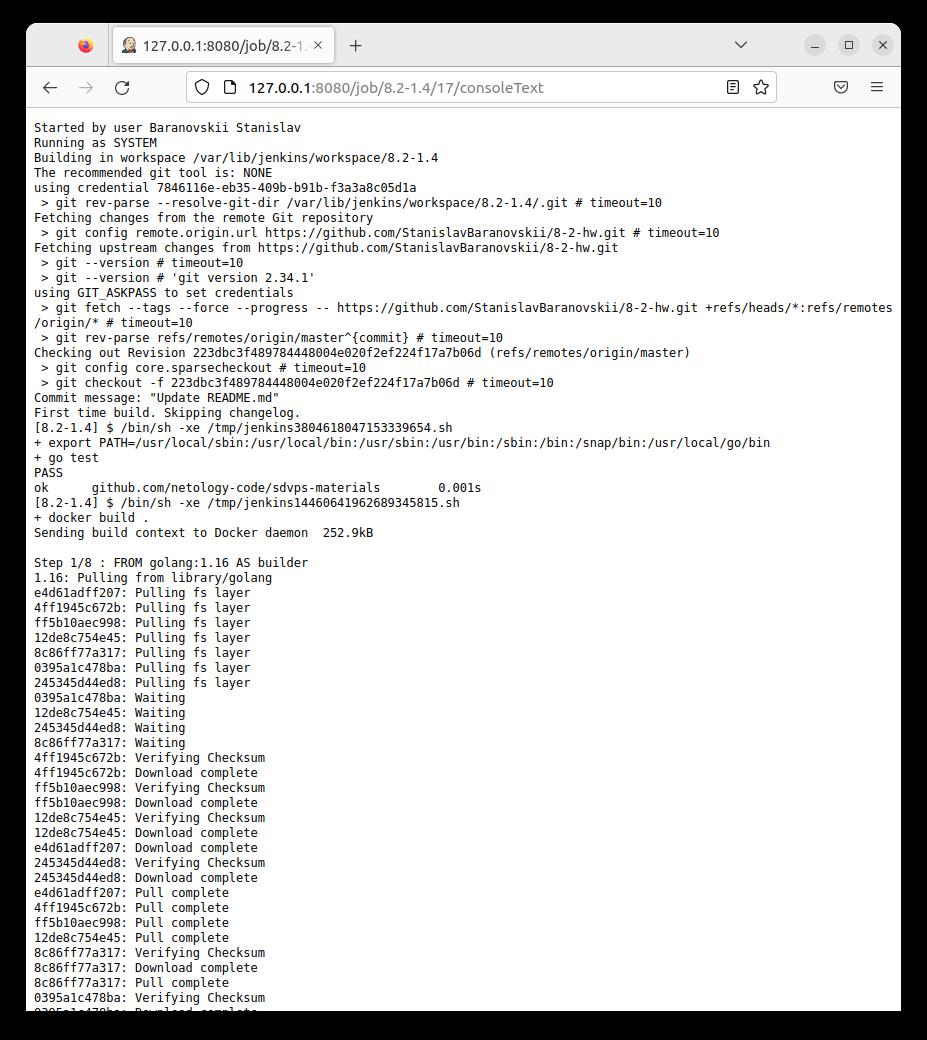 127.0.0.1:8080/job/8.2-1.
127.0.0.1:8080/job/8.2-1.4/17/consoleText
Started by user Baranovskii Stanislav
Running as SYSTEM
Building in workspace /var/lib/jenkins/workspace/8.2-1.4
The recommended git tool is: NONE
using credential 7846116e-eb35-409b-b91b-f3a3a8c05d1a
 > git rev-parse --resolve-git-dir /var/lib/jenkins/workspace/8.2-1.4/.git # timeout=10
Fetching changes from the remote Git repository
 > git config remote.origin.url https://github.com/StanislavBaranovskii/8-2-hw.git # timeout=10
Fetching upstream changes from https://github.com/StanislavBaranovskii/8-2-hw.git
 > git --version # timeout=10
 > git --version # 'git version 2.34.1'
using GIT_ASKPASS to set credentials
 > git fetch --tags --force --progress -- https://github.com/StanislavBaranovskii/8-2-hw.git +refs/heads/*:refs/remotes
/origin/* # timeout=10
 > git rev-parse refs/remotes/origin/master^{commit} # timeout=10
Checking out Revision 223dbc3f489784448004e020f2ef224f17a7b06d (refs/remotes/origin/master)
 > git config core.sparsecheckout # timeout=10
 > git checkout -f 223dbc3f489784448004e020f2ef224f17a7b06d # timeout=10
Commit message: "Update README.md"
First time build. Skipping changelog.
[8.2-1.4] $ /bin/sh -xe /tmp/jenkins3804618047153339654.sh
+ export PATH=/usr/local/sbin:/usr/local/bin:/usr/sbin:/usr/bin:/sbin:/bin:/snap/bin:/usr/local/go/bin
+ go test
PASS
ok      github.com/netology-code/sdvps-materials        0.001s
[8.2-1.4] $ /bin/sh -xe /tmp/jenkins14460641962689345815.sh
+ docker build .
Sending build context to Docker daemon  252.9kB
Step 1/8 : FROM golang:1.16 AS builder
1.16: Pulling from library/golang
e4d61adff207: Pulling fs layer
4ff1945c672b: Pulling fs layer
ff5b10aec998: Pulling fs layer
12de8c754e45: Pulling fs layer
8c86ff77a317: Pulling fs layer
0395a1c478ba: Pulling fs layer
245345d44ed8: Pulling fs layer
0395a1c478ba: Waiting
12de8c754e45: Waiting
245345d44ed8: Waiting
8c86ff77a317: Waiting
4ff1945c672b: Verifying Checksum
4ff1945c672b: Download complete
ff5b10aec998: Verifying Checksum
ff5b10aec998: Download complete
12de8c754e45: Verifying Checksum
12de8c754e45: Download complete
e4d61adff207: Download complete
245345d44ed8: Verifying Checksum
245345d44ed8: Download complete
e4d61adff207: Pull complete
4ff1945c672b: Pull complete
ff5b10aec998: Pull complete
12de8c754e45: Pull complete
8c86ff77a317: Verifying Checksum
8c86ff77a317: Download complete
8c86ff77a317: Pull complete
0395a1c478ba: Verifying Checksum